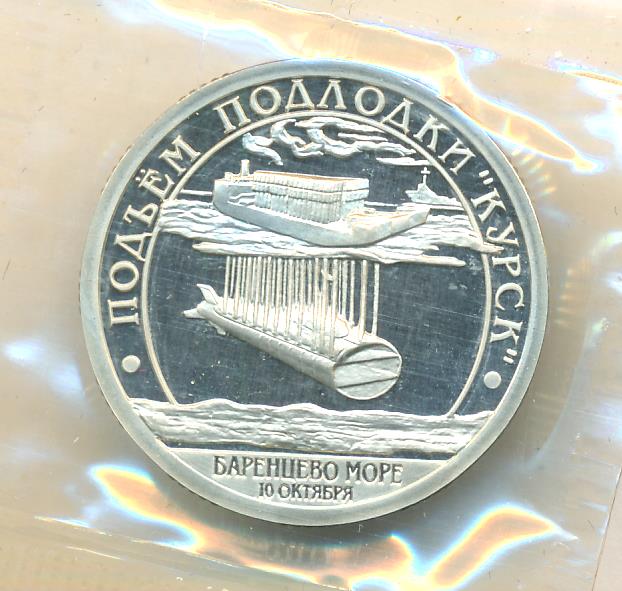 ПОДЪЁМ ПОДЛОДКИ "КУРСК"
БАРЕНЦЕВО МОРЕ
10 ОКТЯБРЯ